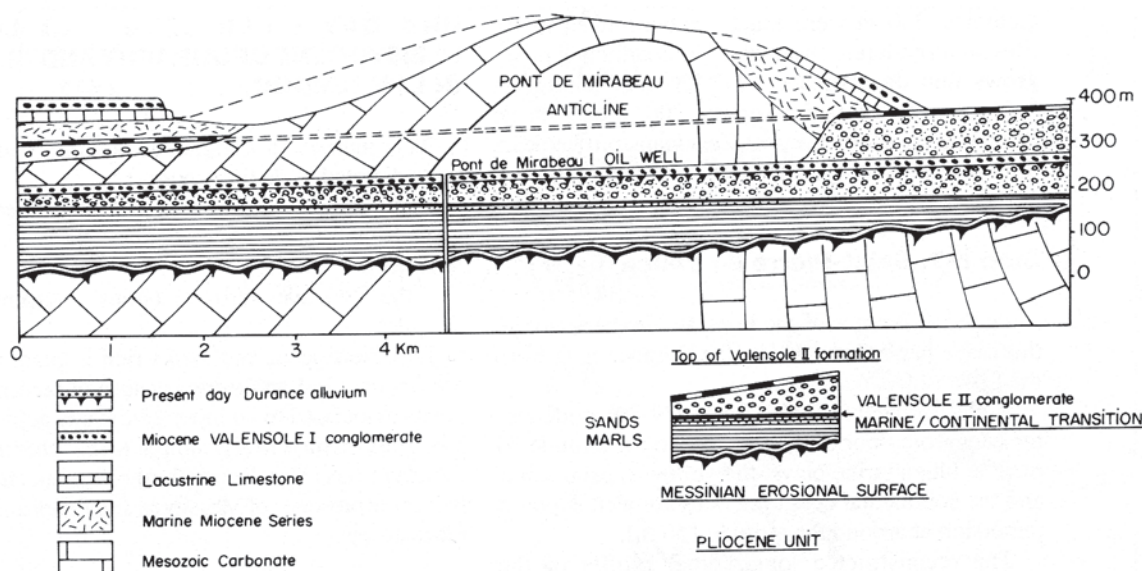 PONT DE MIRABEAU
ANTICLINE
Pont de Mirabeau I OIL WELL
400 m
300
200
100
0
0 1 2 3 4 Km
Present day Durance alluvium
Miocene VALENSOLE I conglomerate
Lacustrine Limestone
Marine Miocene Series
Mesozoic Carbonate
Top of Valensole II formation
SANDS
MARLS
VALENSOLE II conglomerate
MARINE / CONTINENTAL TRANSITION
MESSINIAN EROSIONAL SURFACE
PLIOCENE UNIT